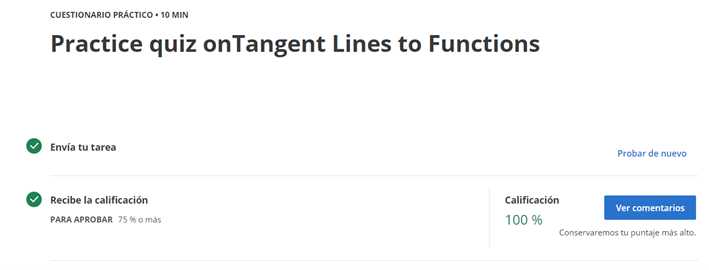 CUESTIONARIO PRÁCTICO • 10 MIN
Practice quiz onTangent Lines to Functions
Envía tu tarea
Probar de nuevo
Recibe la calificación
PARA APROBAR 75 % o más
Calificación
100 %
Ver comentarios
Conservaremos tu puntaje más alto.